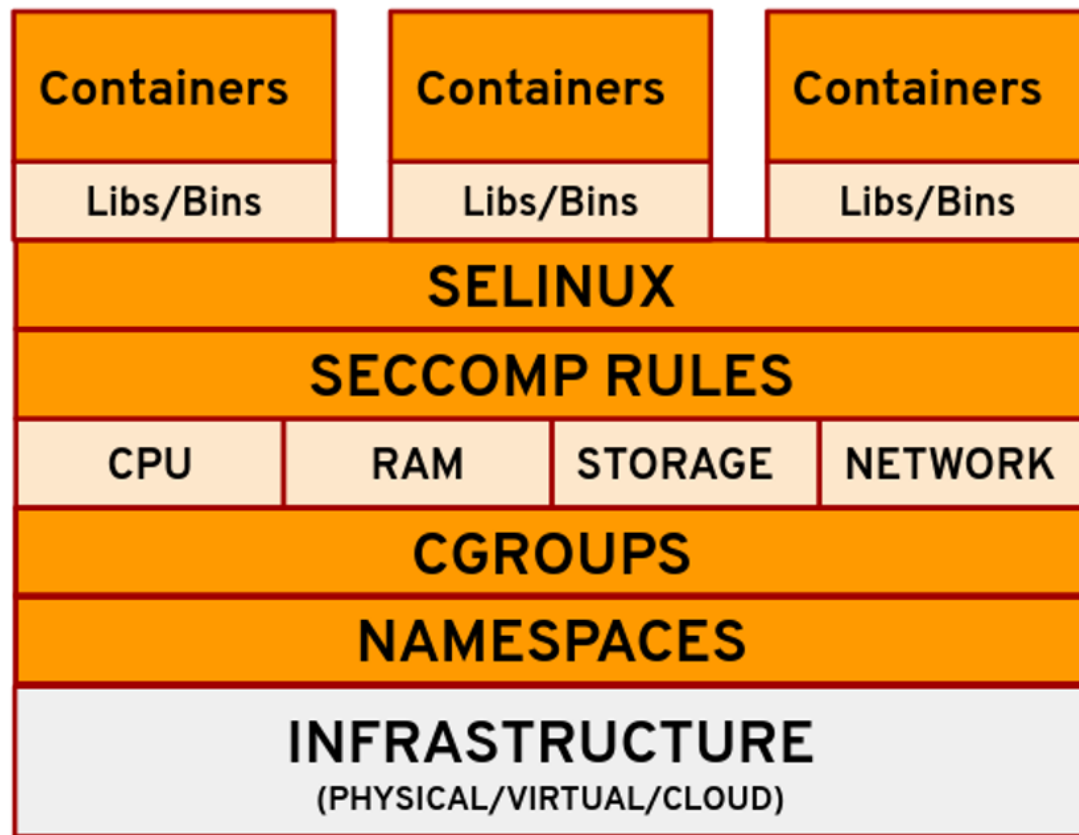 Containers Containers Containers
Libs/Bins Libs/Bins Libs/Bins
SELINUX
SECCOMP RULES
CPU RAM STORAGE NETWORK
CGROUPS
NAMESPACES
INFRASTRUCTURE
(PHYSICAL/VIRTUAL/CLOUD)